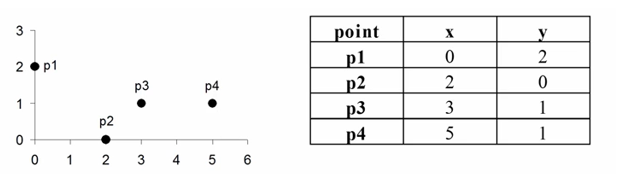 3
2 p1
p3 p4
1
p2
0
0 1 2 3 4 5 6
point x y
p1 0 2
p2 2 0
p3 3 1
p4 5 1